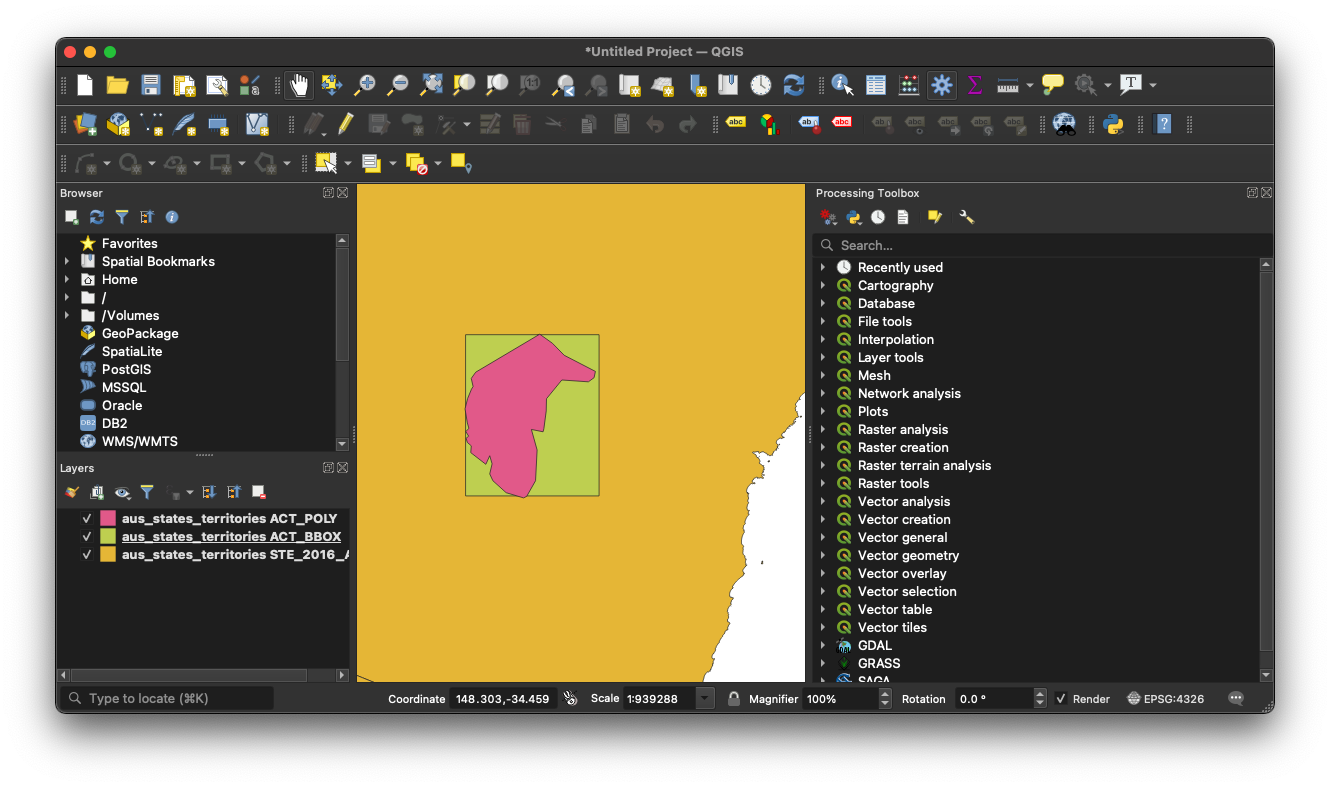 *Untitled Project — QGIS
Browser
Favorites
Spatial Bookmarks
Home
/
/Volumes
GeoPackage
SpatiaLite
PostGIS
MSSQL
Oracle
DB2
WMS/WMTS
Layers
aus_states_territories ACT_POLY
aus_states_territories ACT_BBOX
aus_states_territories STE_2016_A
Processing Toolbox
Search...
Recently used
Cartography
Database
File tools
Interpolation
Layer tools
Mesh
Network analysis
Plots
Raster analysis
Raster creation
Raster terrain analysis
Raster tools
Vector analysis
Vector creation
Vector general
Vector geometry
Vector overlay
Vector selection
Vector table
Vector tiles
GDAL
GRASS
SAGA
Type to locate (⌘K) Coordinate 148.303,-34.459 Scale 1:939288 Magnifier 100% Rotation 0.0 ° Render EPSG:4326